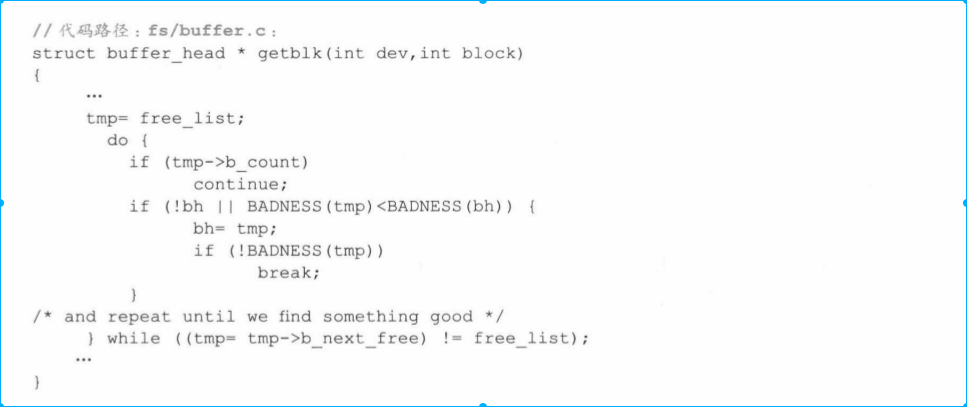 // 代码路径：fs/buffer.c：
struct buffer_head * getblk(int dev,int block)
{
…
tmp= free_list;
do {
if (tmp->b_count)
continue;
if (!bh || BADNESS(tmp)<BADNESS(bh)) {
bh= tmp;
if (!BADNESS(tmp))
break;
}
/* and repeat until we find something good */
} while ((tmp= tmp->b_next_free) != free_list);
…
}